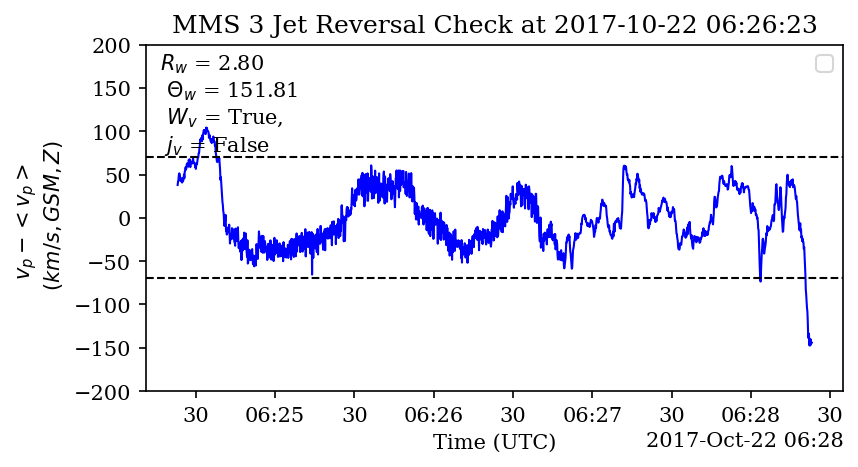 MMS 3 Jet Reversal Check at 2017-10-22 06:26:23
R_w = 2.80
Θ_w = 151.81
W_v = True,
j_v = False
200
150
100
50
0
−50
−100
−150
−200
v_p − < v_p >
(km/s, GSM, Z)
30 06:25 30 06:26 30 06:27 30 06:28 30
Time (UTC)
2017-Oct-22 06:28